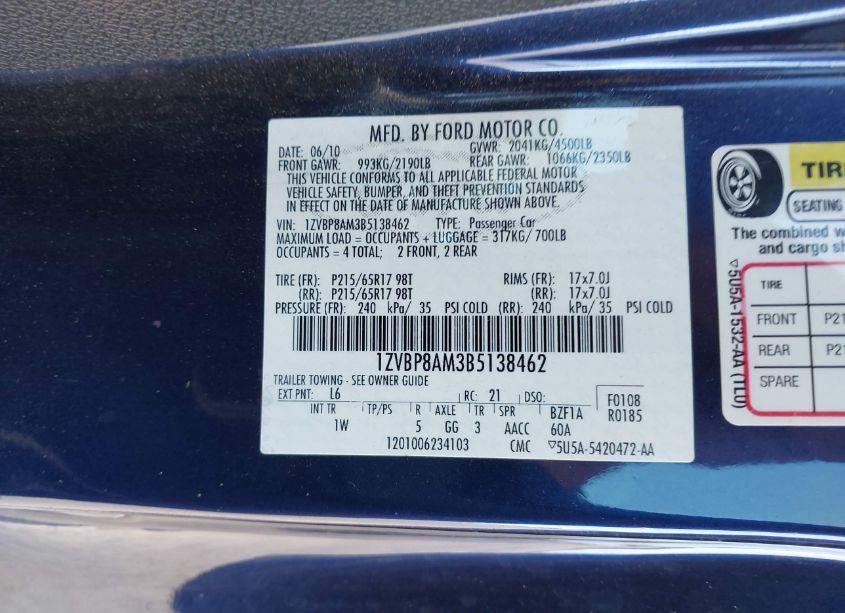 MFD. BY FORD MOTOR CO.
DATE: 06/10 GVWR: 2041KG/4500LB
FRONT GAWR: 993KG/2190LB REAR GAWR: 1066KG/2350LB
THIS VEHICLE CONFORMS TO ALL APPLICABLE FEDERAL MOTOR
VEHICLE SAFETY, BUMPER, AND THEFT PREVENTION STANDARDS
IN EFFECT ON THE DATE OF MANUFACTURE SHOWN ABOVE.
VIN: 1ZVBP8AM3B5138462 TYPE: Passenger Car
MAXIMUM LOAD = OCCUPANTS + LUGGAGE = 317KG/700LB
OCCUPANTS = 4 TOTAL; 2 FRONT, 2 REAR
TIRE (FR): P215/65R17 98T RIMS (FR): 17x7.0J
(RR): P215/65R17 98T (RR): 17x7.0J
PRESSURE (FR): 240 kPa/ 35 PSI COLD (RR): 240 kPa/ 35 PSI COLD
1ZVBP8AM3B5138462
TRAILER TOWING - SEE OWNER GUIDE
EXT PNT: L6 RC: 21 DSO: F0108
INT TR TP/PS R AXLE TR SPR BZF1A R0185
1W 5 GG 3 AACC 60A
1201006234103 CMC ▽5U5A-5420472-AA
TIRE
SEATING
The combined
and cargo
▽5U5A-1532-AA (TL0)
TIRE
FRONT P21
REAR P21
SPARE